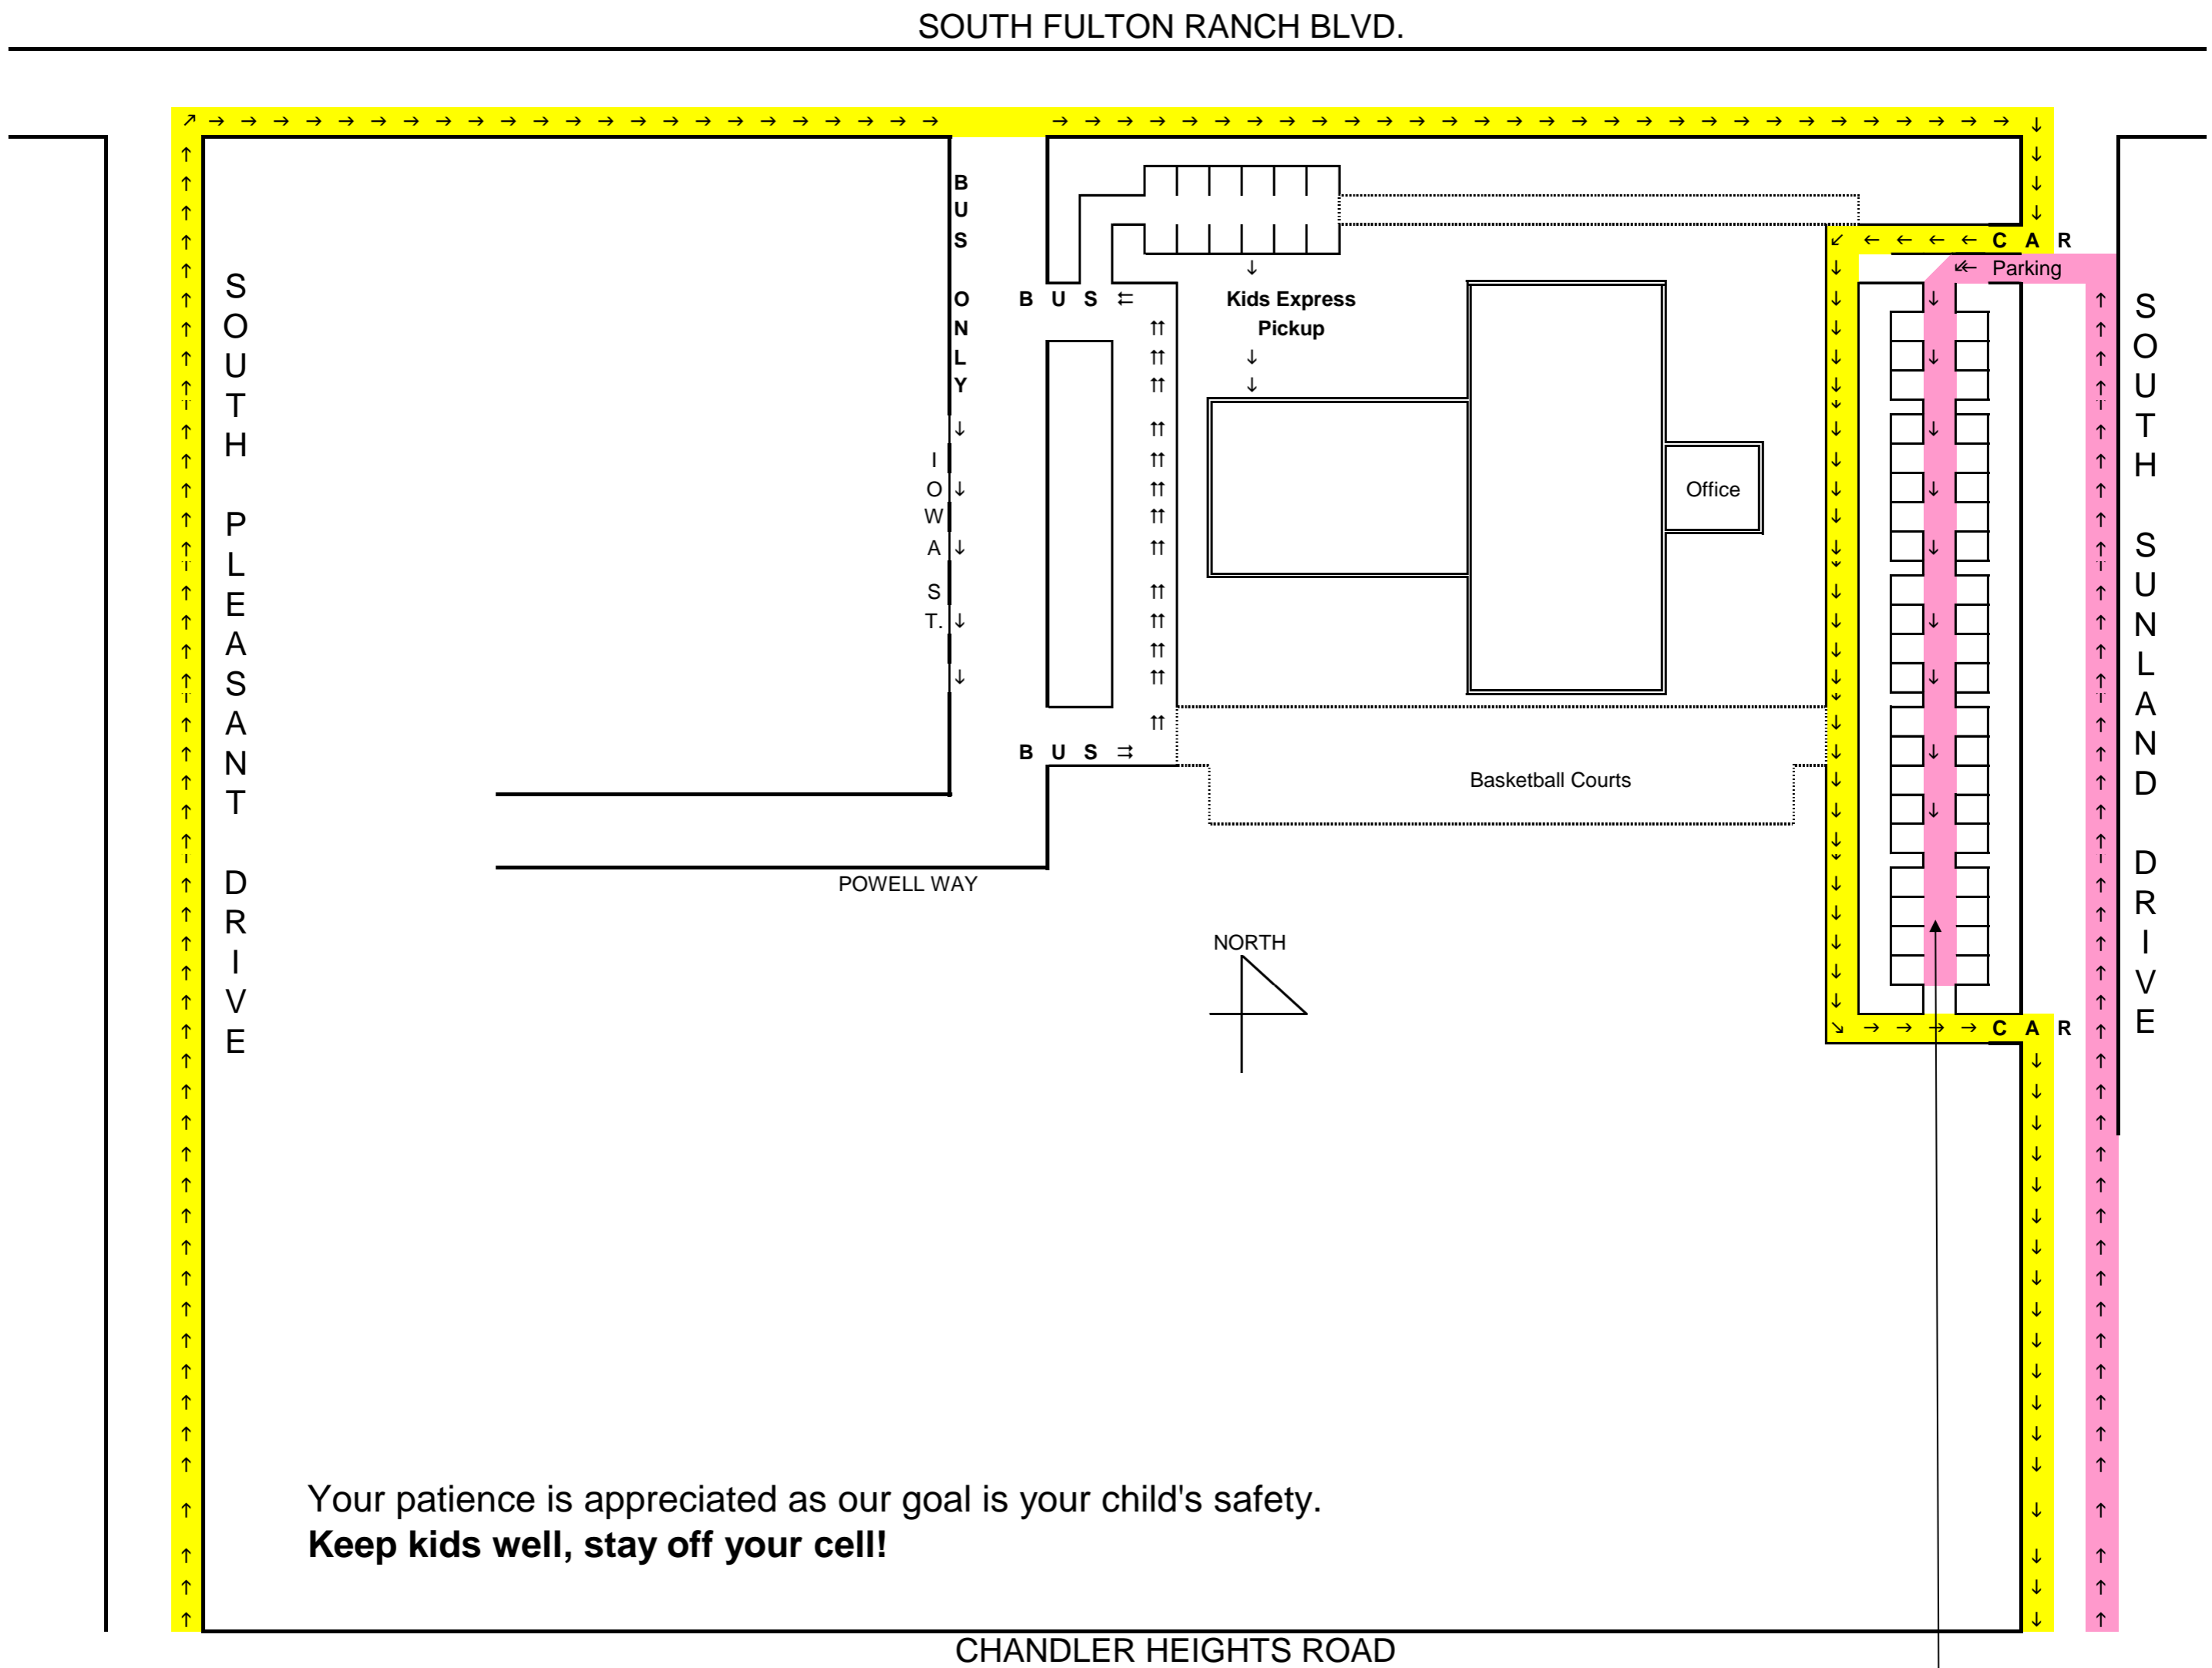 SOUTH FULTON RANCH BLVD.
BUS ONLY
CAR
Parking
SOUTH PLEASANT DRIVE
BUS
Kids Express
Pickup
SOUTH SUNLAND DRIVE
IOWA ST.
Office
BUS
Basketball Courts
POWELL WAY
NORTH
CAR
Your patience is appreciated as our goal is your child's safety.
Keep kids well, stay off your cell!
CHANDLER HEIGHTS ROAD